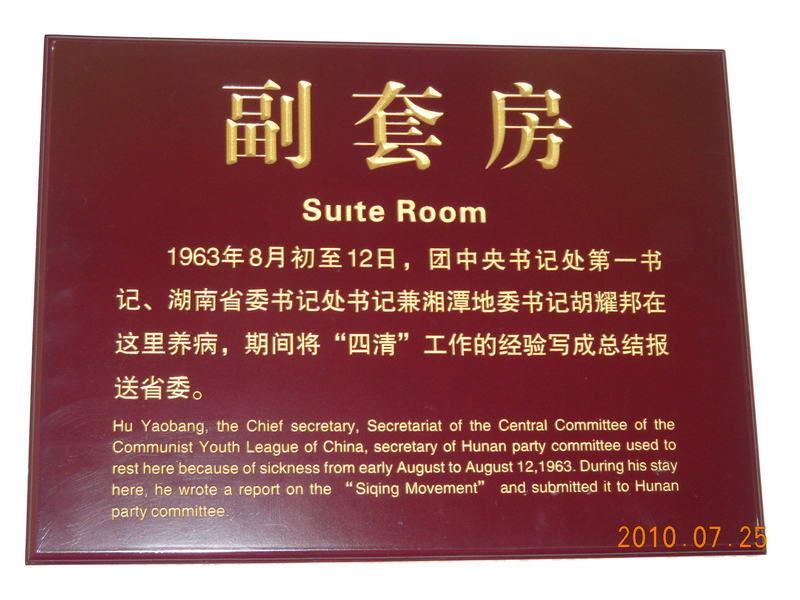 副套房
Suite Room
1963年8月初至12日，团中央书记处第一书
记、湖南省委书记处书记兼湘潭地委书记胡耀邦在
这里养病，期间将“四清”工作的经验写成总结报
送省委。
Hu Yaobang, the Chief secretary, Secretariat of the Central Committee of the
Communist Youth League of China, secretary of Hunan party committee used to
rest here because of sickness from early August to August 12,1963. During his stay
here, he wrote a report on the “Siqing Movement” and submitted it to Hunan
party committee.
2010.07.25